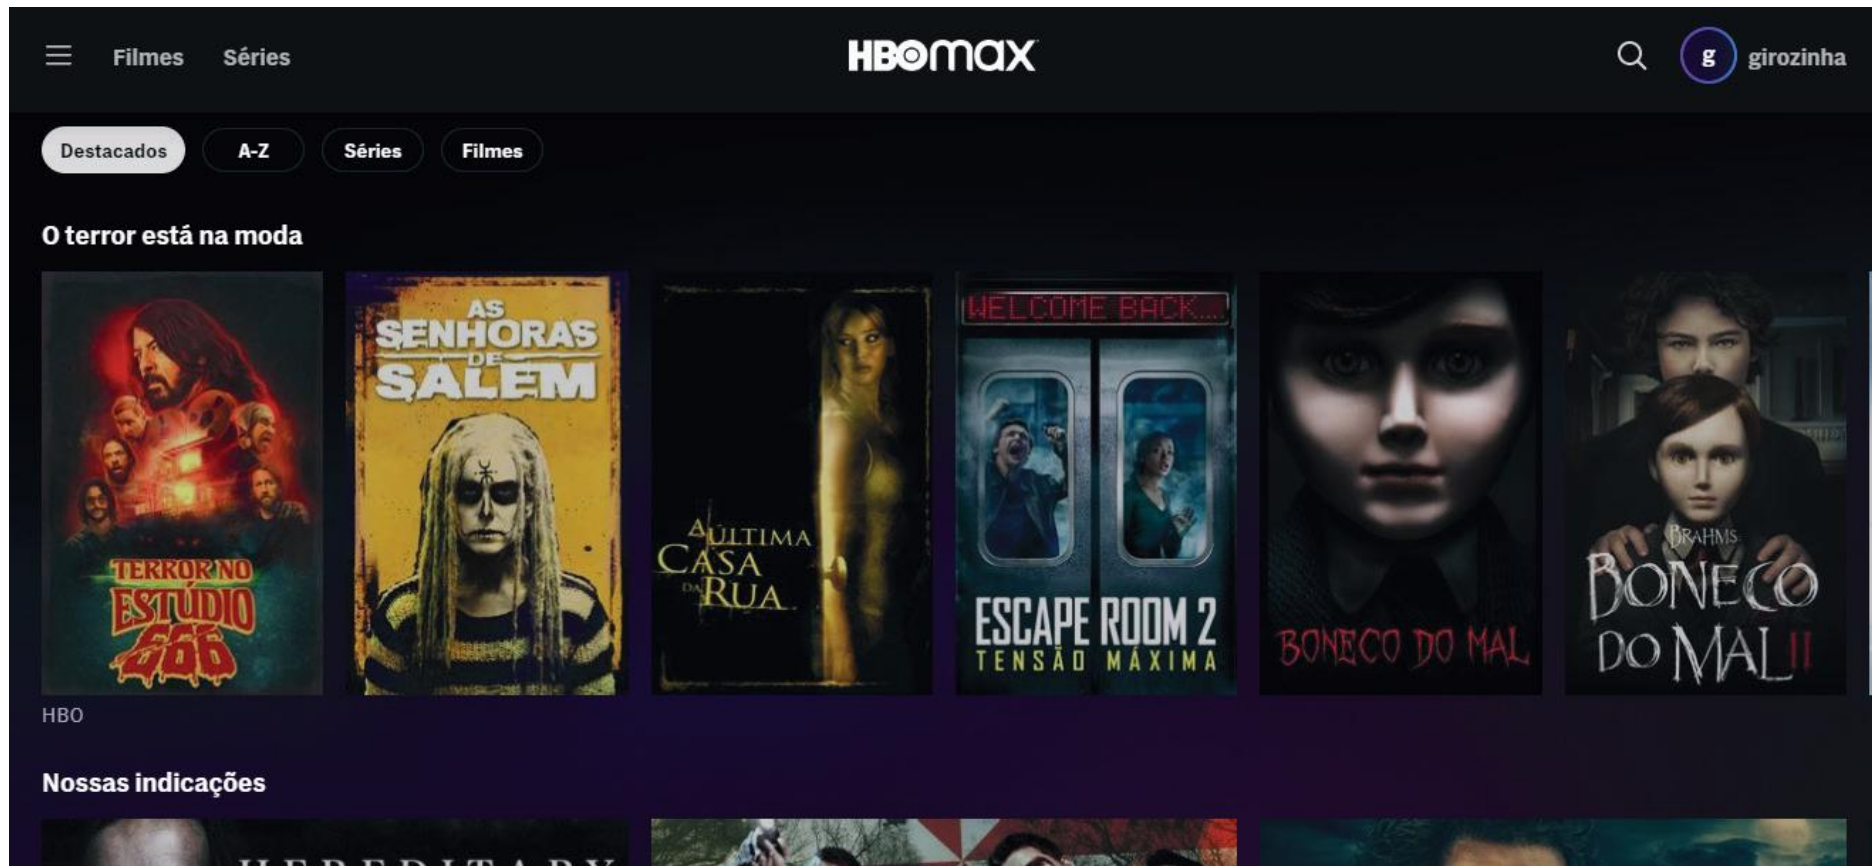 Filmes Séries HBOmax g girozinha
Destacados A-Z Séries Filmes
O terror está na moda
TERROR NO
ESTÚDIO
666
AS
SENHORAS
DE
SALEM
A ÚLTIMA
CASA
DA RUA
WELCOME BACK....
ESCAPE ROOM 2
TENSÃO MÁXIMA
BONECO DO MAL
BRAHMS
BONECO
DO MAL II
HBO
Nossas indicações
HEREDITARY